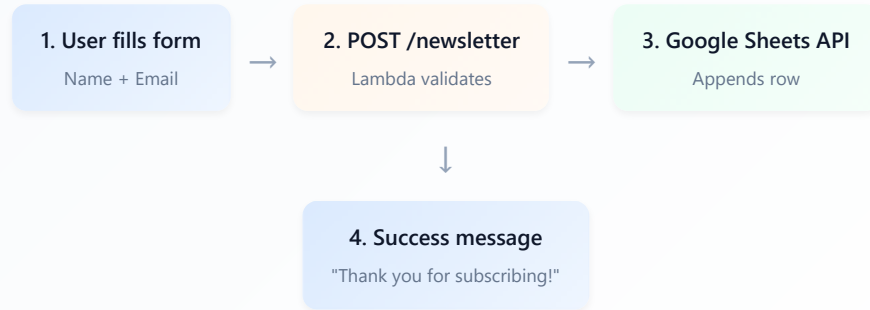 1. User fills form
Name + Email
→
2. POST /newsletter
Lambda validates
→
3. Google Sheets API
Appends row
↓
4. Success message
"Thank you for subscribing!"